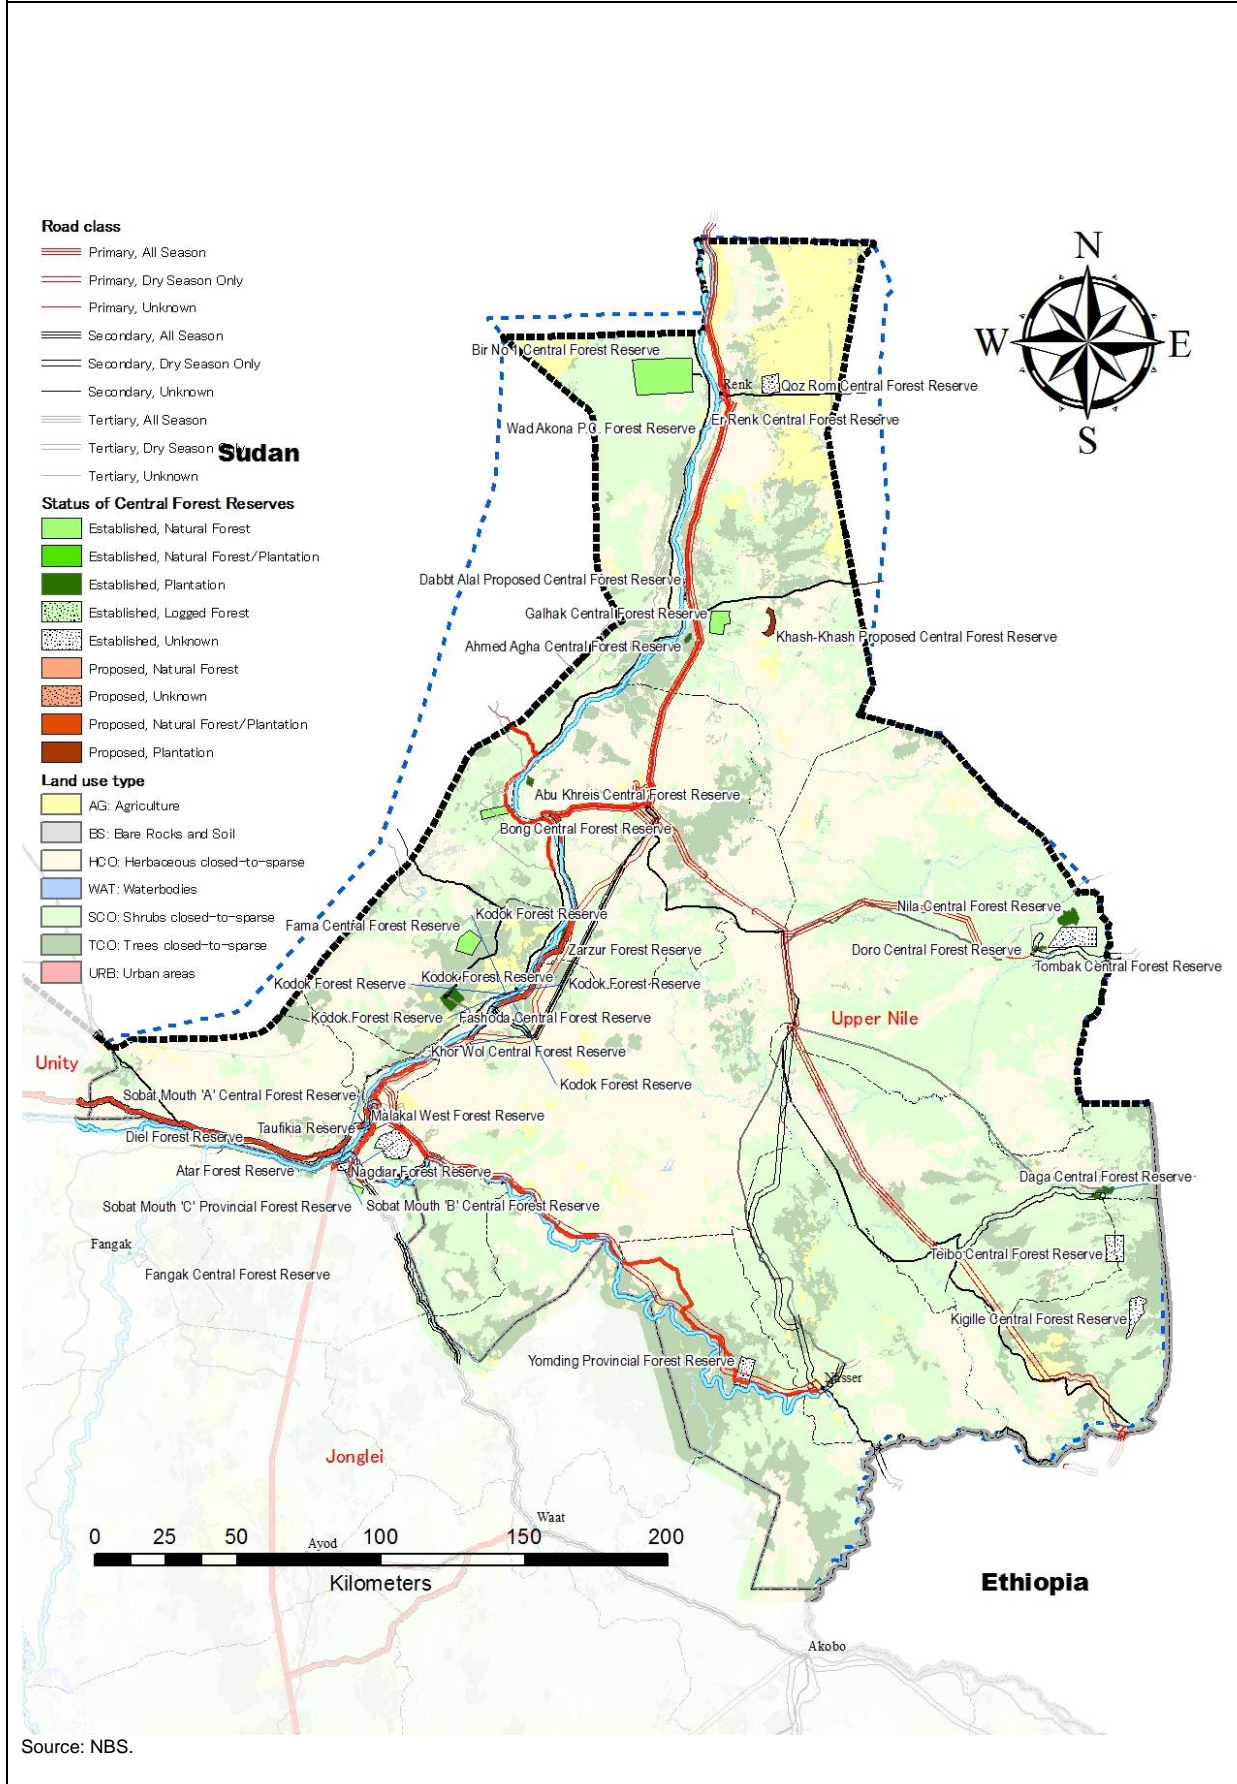 N
W
E
S
Road class
Primary, All Season
Primary, Dry Season Only
Primary, Unknown
Secondary, All Season
Secondary, Dry Season Only
Secondary, Unknown
Tertiary, All Season
Tertiary, Dry Season Only
Tertiary, Unknown
Sudan
Status of Central Forest Reserves
Established, Natural Forest
Established, Natural Forest/Plantation
Established, Plantation
Established, Logged Forest
Established, Unknown
Proposed, Natural Forest
Proposed, Unknown
Proposed, Natural Forest/Plantation
Proposed, Plantation
Land use type
AG: Agriculture
BS: Bare Rocks and Soil
HCO: Herbaceous closed-to-sparse
WAT: Waterbodies
SCO: Shrubs closed-to-sparse
TCO: Trees closed-to-sparse
URB: Urban areas
Bir No 1 Central Forest Reserve
Renk
Qoz Rom Central Forest Reserve
Er Renk Central Forest Reserve
Wad Akona P.C. Forest Reserve
Dabbt Alal Proposed Central Forest Reserve
Galhak Central Forest Reserve
Khash-Khash Proposed Central Forest Reserve
Ahmed Agha Central Forest Reserve
Abu Khreis Central Forest Reserve
Bong Central Forest Reserve
Nila Central Forest Reserve
Kodok Forest Reserve
Fama Central Forest Reserve
Zarzur Forest Reserve
Doro Central Forest Reserve
Tombak Central Forest Reserve
Kodok Forest Reserve
Kodok Forest Reserve
Kodok Forest Reserve
Kodok Forest Reserve
Fashoda Central Forest Reserve
Upper Nile
Khor Wol Central Forest Reserve
Unity
Kodok Forest Reserve
Sobat Mouth 'A' Central Forest Reserve
Malakal West Forest Reserve
Taufikia Reserve
Diel Forest Reserve
Atar Forest Reserve
Nagdiar Forest Reserve
Daga Central Forest Reserve
Sobat Mouth 'C' Provincial Forest Reserve
Sobat Mouth 'B' Central Forest Reserve
Fangak
Teibo Central Forest Reserve
Fangak Central Forest Reserve
Kigille Central Forest Reserve
Yomding Provincial Forest Reserve
Nasser
Jonglei
Waat
Ayod
0 25 50 100 150 200
Kilometers
Ethiopia
Akobo
Source: NBS.